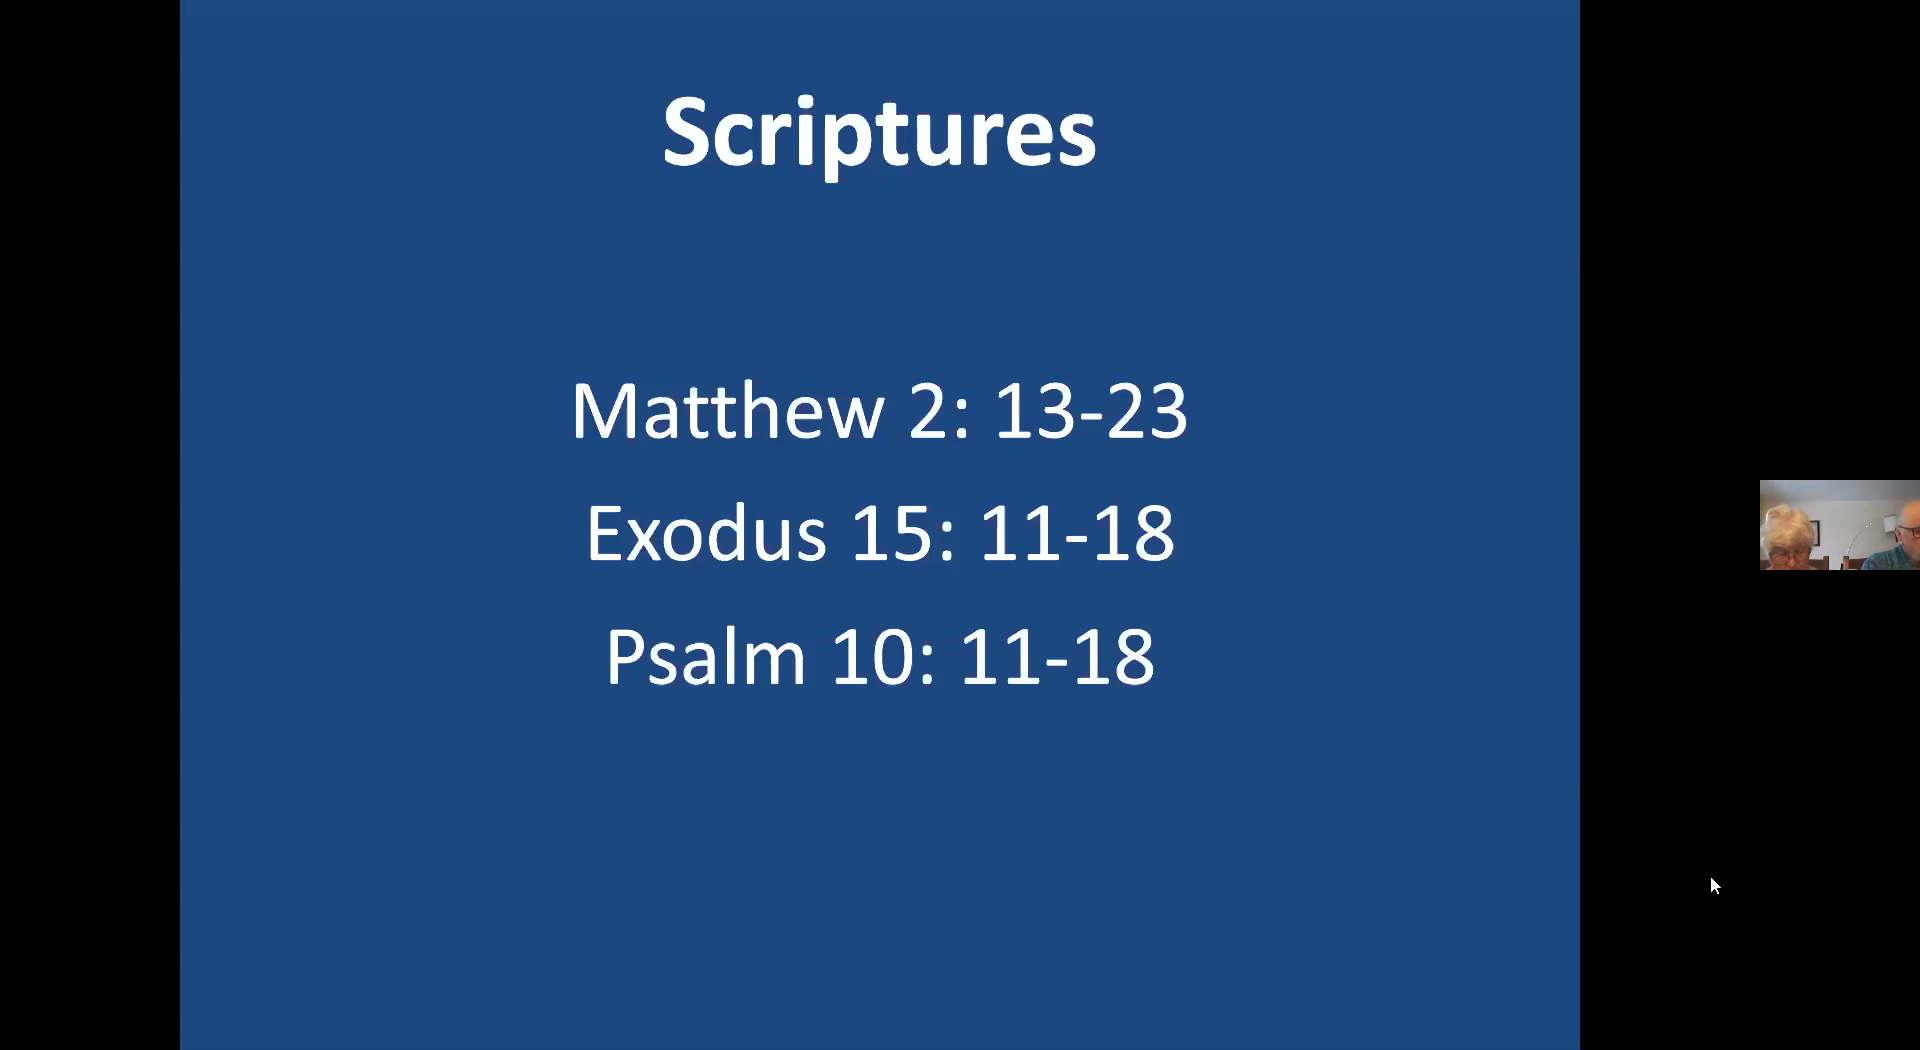 Scriptures
Matthew 2: 13-23
Exodus 15: 11-18
Psalm 10: 11-18